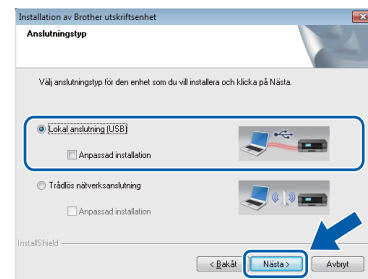 Installation av Brother utskriftsenhet
Anslutningstyp
Välj anslutningstyp för den enhet som du vill installera och klicka på Nästa.
Lokal anslutning (USB)
Anpassad installation
Trådlös nätverksanslutning
Anpassad installation
InstallShield
< Bakåt Nästa > Avbryt